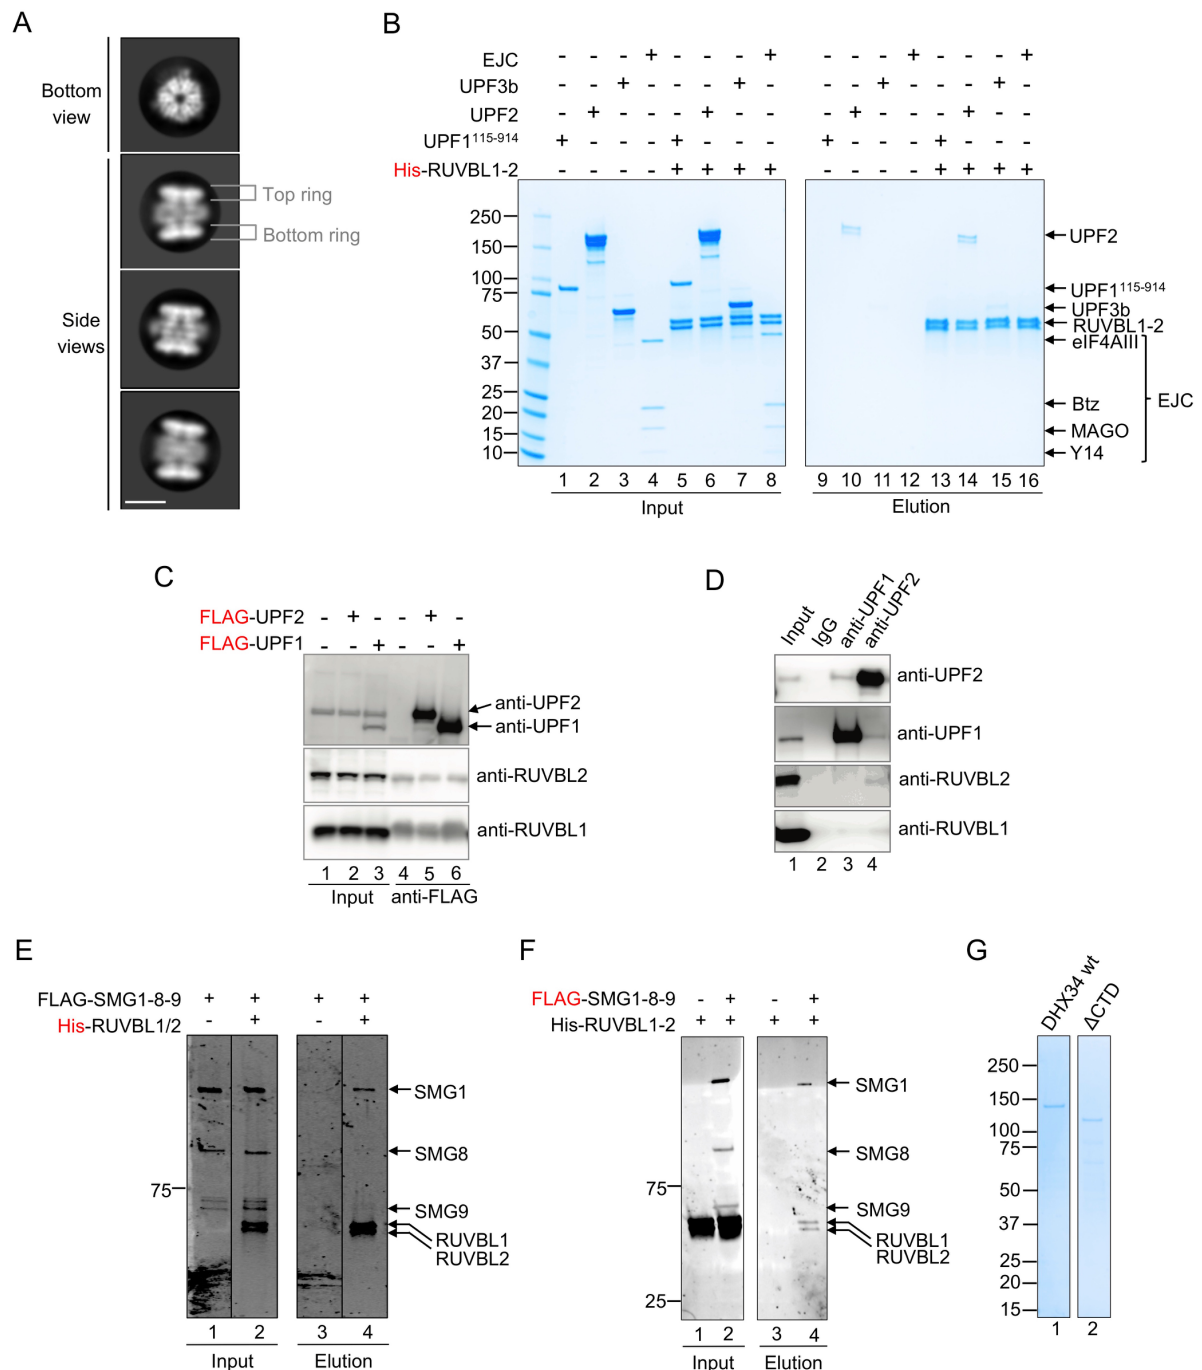 A
Bottom
view
Top ring
Bottom ring
Side
views
B
EJC - - - + - - - + - - - + - - - +
UPF3b - - + - - - + - - - + - - - + -
UPF2 - + - - - + - - - + - - - + - -
UPF1115-914 + - - - + - - - + - - - + - - -
His-RUVBL1-2 - - - - + + + + - - - - + + + +
250
150
100
75
50
37
25
20
15
10
UPF2
UPF1115-914
UPF3b
RUVBL1-2
eIF4AIII
Btz
MAGO
Y14
EJC
1 2 3 4 5 6 7 8 9 10 11 12 13 14 15 16
Input Elution
C
FLAG-UPF2 - + - - + -
FLAG-UPF1 - - + - - +
anti-UPF2
anti-UPF1
anti-RUVBL2
anti-RUVBL1
1 2 3 4 5 6
Input anti-FLAG
D
Input IgG anti-UPF1 anti-UPF2
anti-UPF2
anti-UPF1
anti-RUVBL2
anti-RUVBL1
1 2 3 4
E
FLAG-SMG1-8-9 + + + +
His-RUVBL1/2 - + - +
75
SMG1
SMG8
SMG9
RUVBL1
RUVBL2
1 2 3 4
Input Elution
F
FLAG-SMG1-8-9 - + - +
His-RUVBL1-2 + + + +
75
25
SMG1
SMG8
SMG9
RUVBL1
RUVBL2
1 2 3 4
Input Elution
G
DHX34 wt ΔCTD
250
150
100
75
50
37
25
20
15
1 2